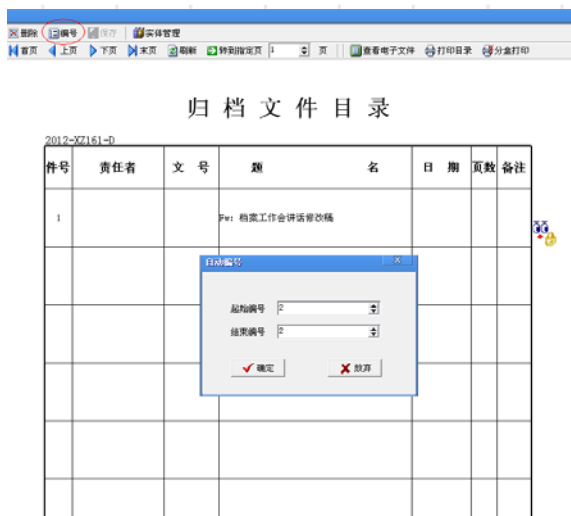 删除 编号 保存 实体管理
首页 上页 下页 末页 刷新 转到指定页 1 页 查看电子文件 打印目录 分盒打印
归档文件目录
2012-XZ161-D
件号 责任者 文号 题名 日期 页数 备注
1 Fw: 档案工作会讲话修改稿
自动编号 X
起始编号 2
结束编号 2
确定 放弃